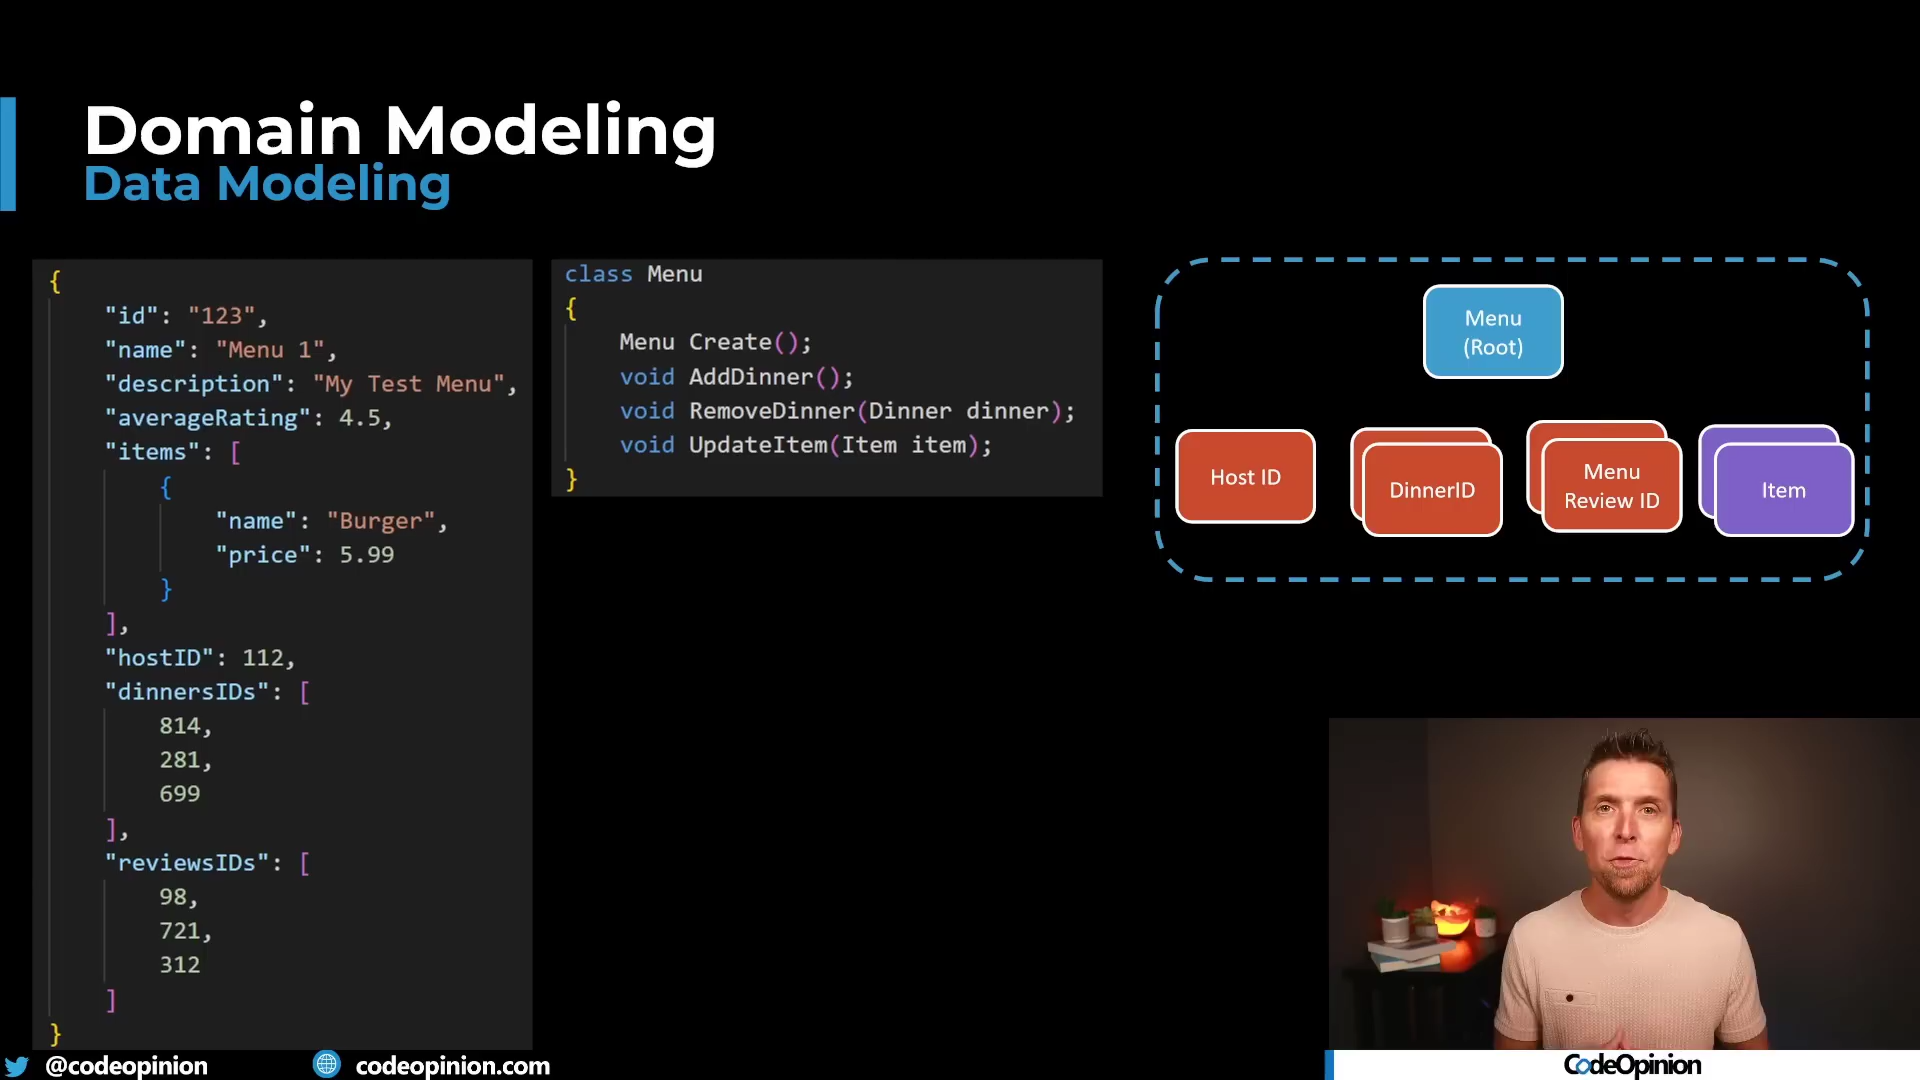 Domain Modeling
Data Modeling
{
"id": "123",
"name": "Menu 1",
"description": "My Test Menu",
"averageRating": 4.5,
"items": [
{
"name": "Burger",
"price": 5.99
}
],
"hostID": 112,
"dinnersIDs": [
814,
281,
699
],
"reviewsIDs": [
98,
721,
312
]
}
class Menu
{
Menu Create();
void AddDinner();
void RemoveDinner(Dinner dinner);
void UpdateItem(Item item);
}
Menu
(Root)
Host ID
DinnerID
Menu
Review ID
Item
@codeopinion
codeopinion.com
CodeOpinion